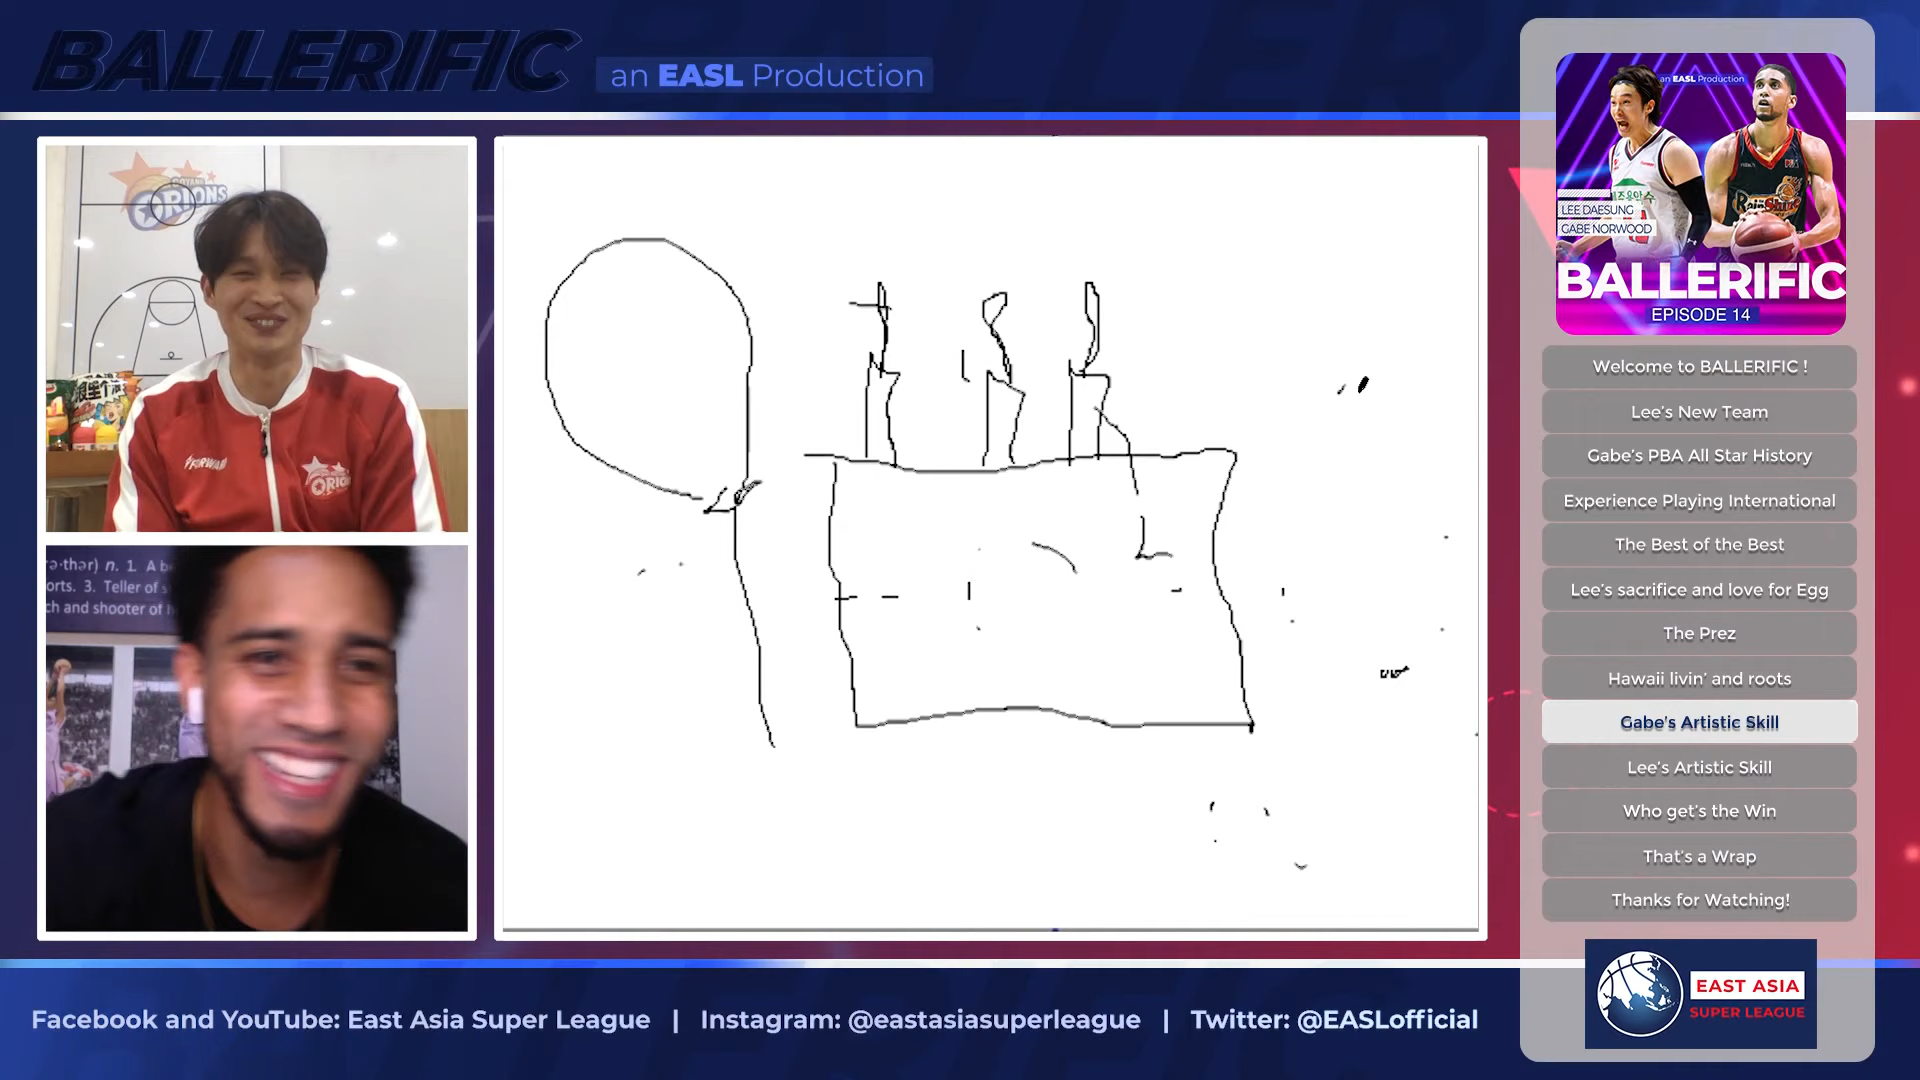 BALLERIFIC
an EASL Production
GOYANG
ORIONS
FORWARD
ORIO
ə·thər) n. 1. A b
orts. 3. Teller of s
ch and shooter of h
an EASL Production
LEE DAESUNG
GABE NORWOOD
BALLERIFIC
EPISODE 14
Welcome to BALLERIFIC !
Lee's New Team
Gabe's PBA All Star History
Experience Playing International
The Best of the Best
Lee's sacrifice and love for Egg
The Prez
Hawaii livin' and roots
Gabe's Artistic Skill
Lee's Artistic Skill
Who get's the Win
That's a Wrap
Thanks for Watching!
EAST ASIA
SUPER LEAGUE
Facebook and YouTube: East Asia Super League | Instagram: @eastasiasuperleague | Twitter: @EASLofficial